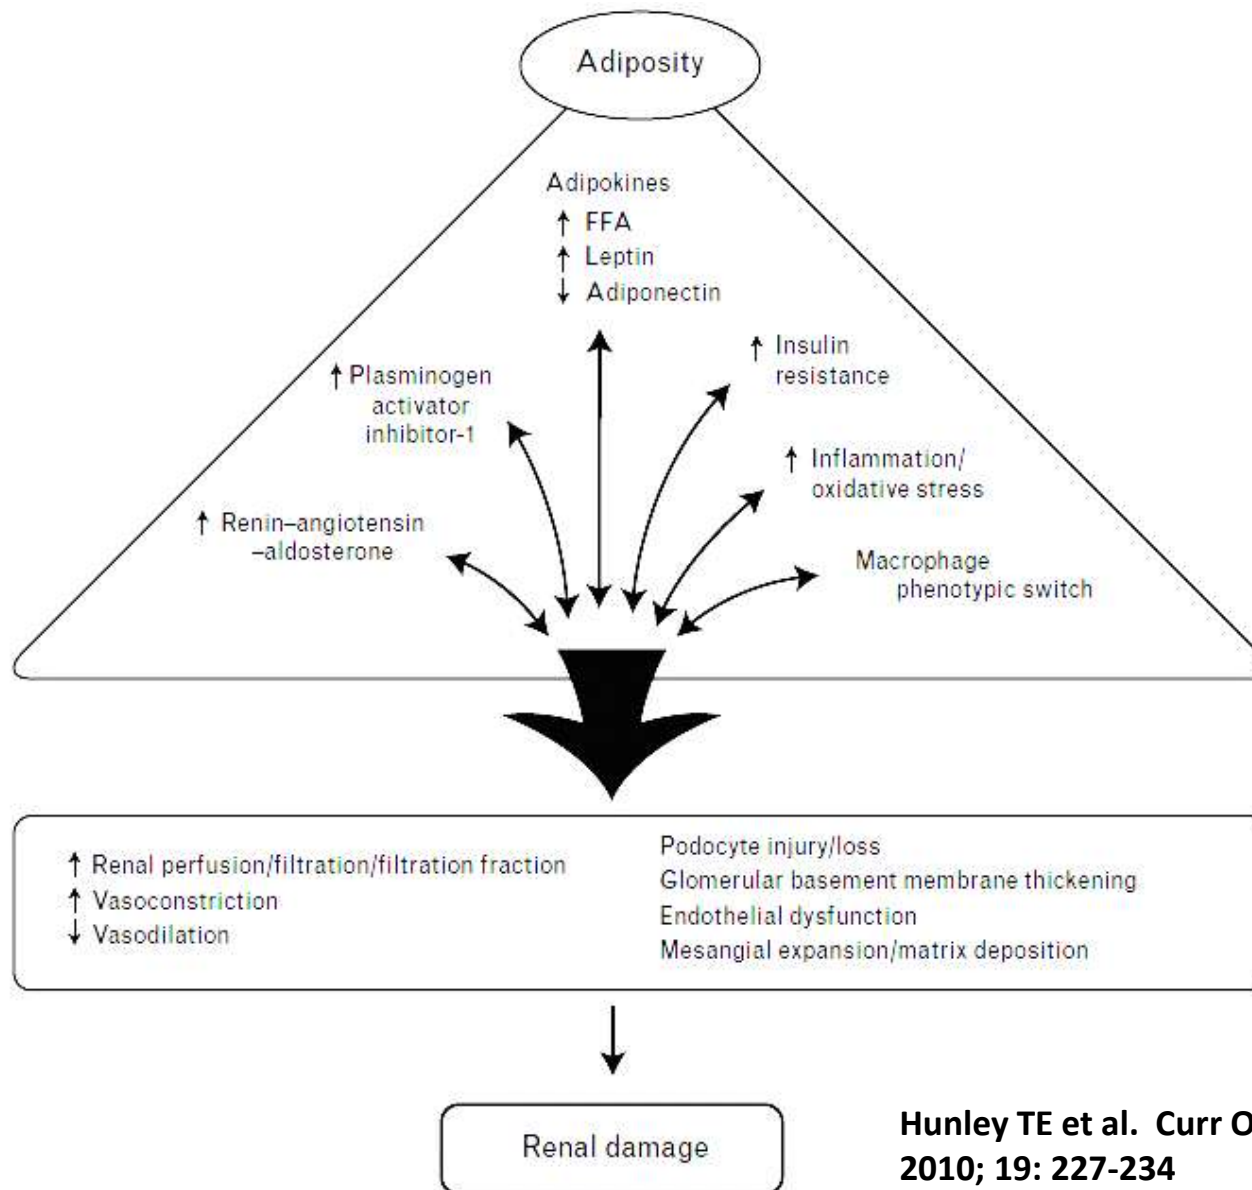 Adiposity
Adipokines
↑ FFA
↑ Leptin
↓ Adiponectin
↑ Insulin
resistance
↑ Plasminogen
activator
inhibitor-1
↑ Inflammation/
oxidative stress
↑ Renin–angiotensin
–aldosterone
Macrophage
phenotypic switch
↑ Renal perfusion/filtration/filtration fraction
↑ Vasoconstriction
↓ Vasodilation
Podocyte injury/loss
Glomerular basement membrane thickening
Endothelial dysfunction
Mesangial expansion/matrix deposition
Renal damage
Hunley TE et al. Curr O
2010; 19: 227-234